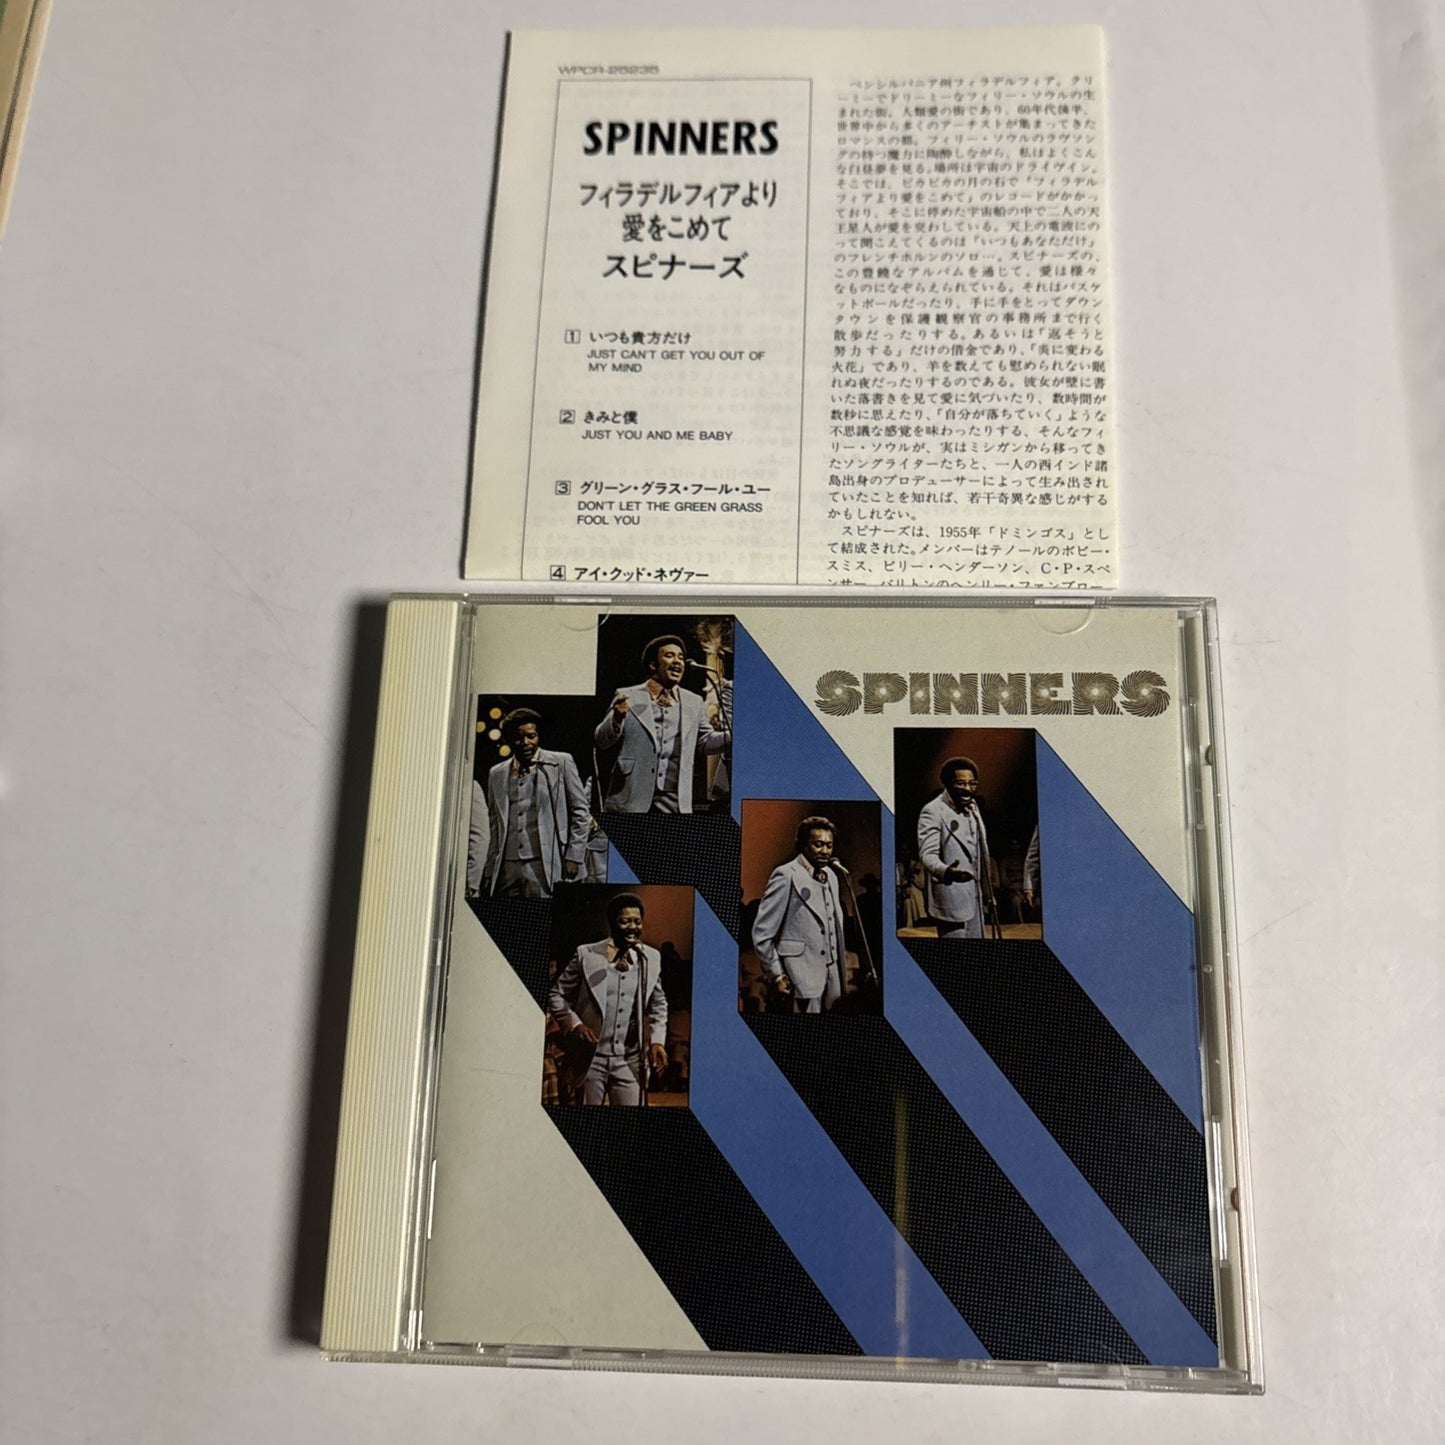 WPCR-25235
SPINNERS
フィラデルフィアより
愛をこめて
スピナーズ
1 いつも貴方だけ
JUST CAN'T GET YOU OUT OF
MY MIND
2 きみと僕
JUST YOU AND ME BABY
3 グリーン・グラス・フール・ユー
DON'T LET THE GREEN GRASS
FOOL YOU
4 アイ・クッド・ネヴァー
ペンシルバニア州フィラデルフィア。クリ
ーミーでドリーミーなフィリー・ソウルの生
まれた街。人類愛の街であり、60年代後半、
世界中から多くのアーチストが集まってきた
ロマンスの都。フィリー・ソウルのラヴソン
グの持つ魔力に陶酔しながら、私はよくこん
な白昼夢を見る。場所は宇宙のドライヴイン。
そこでは、ピカピカの月の石で「フィラデル
フィアより愛をこめて」のレコードがかかっ
ており、そこに停めた宇宙船の中で二人の天
王星人が愛を交わしている。天上の電波にの
って聞こえてくるのは「いつもあなただけ」
のフレンチホルンのソロ…。スピナーズの、
この豊饒なアルバムを通じて、愛は様々
なものになぞらえられている。それはバスケ
ットボールだったり、手に手をとってダウン
タウンを保護観察官の事務所まで行く
散歩だったりする。あるいは「返そうと
努力する」だけの借金であり、「炎に変わる
火花」であり、羊を数えても慰められない眠
れぬ夜だったりするのである。彼女が壁に書
いた落書きを見て愛に気づいたり、数時間が
数秒に思えたり、「自分が落ちていく」ような
不思議な感覚を味わったりする、そんなフィ
リー・ソウルが、実はミシガンから移ってき
たソングライターたちと、一人の西インド諸
島出身のプロデューサーによって生み出され
ていたことを知れば、若干奇異な感じがする
かもしれない。
スピナーズは、1955年「ドミンゴス」とし
て結成された。メンバーはテノールのボビー・
スミス、ビリー・ヘンダーソン、C・P・スペ
ンサー、バリトンのヘンリー・ファンブロー
SPINNERS